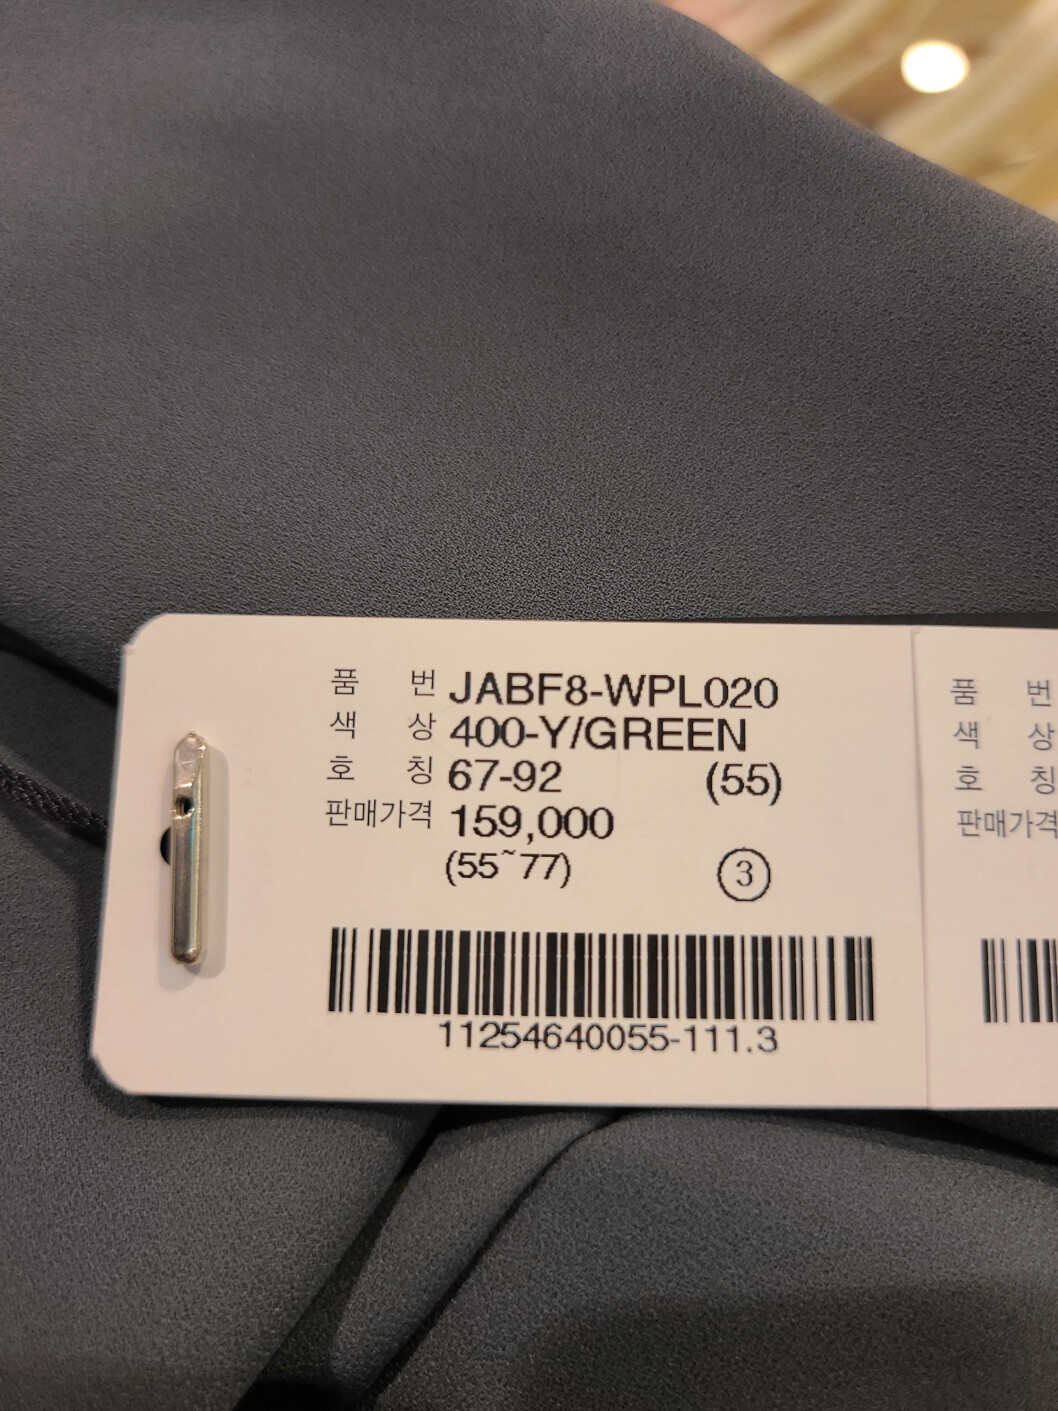 품 번 JABF8-WPL020
색 상 400-Y/GREEN
호 칭 67-92 (55)
판매가격 159,000
(55~77) ③
11254640055-111.3
품 번
색 상
호 칭
판매가격